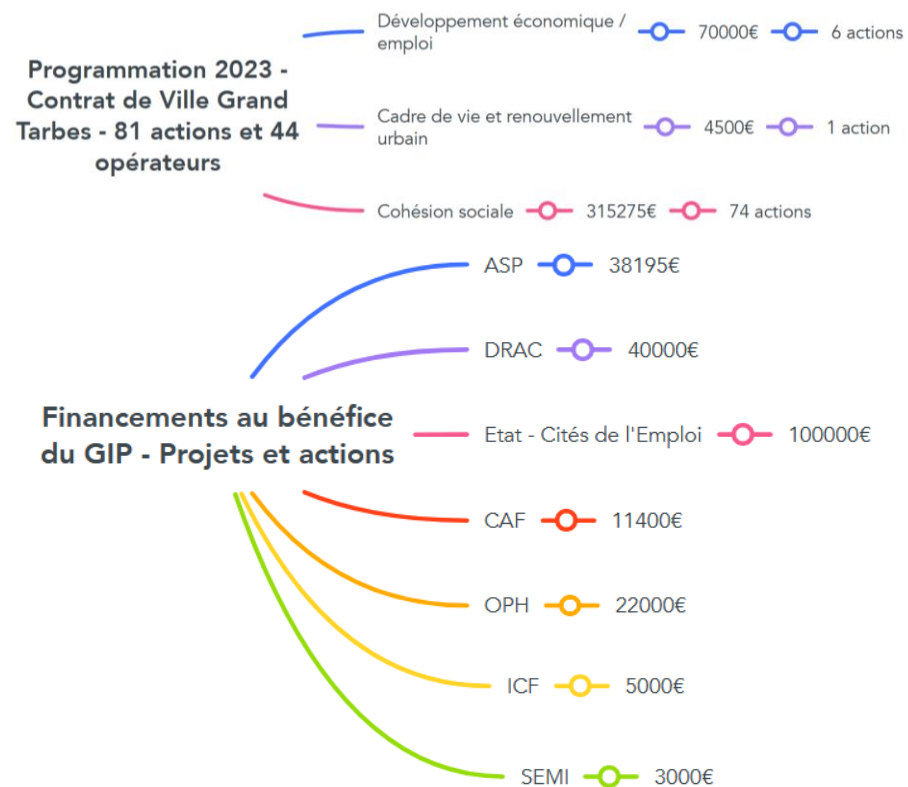 Développement économique /
emploi
70000€
6 actions
Programmation 2023 -
Contrat de Ville Grand
Tarbes - 81 actions et 44
opérateurs
Cadre de vie et renouvellement
urbain
4500€
1 action
Cohésion sociale
315275€
74 actions
ASP
38195€
DRAC
40000€
Financements au bénéfice
du GIP - Projets et actions
Etat - Cités de l'Emploi
100000€
CAF
11400€
OPH
22000€
ICF
5000€
SEMI
3000€